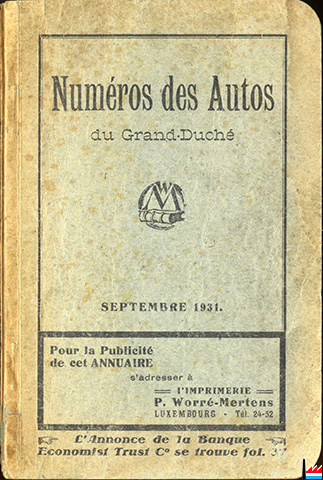 Numéros des Autos
du Grand-Duché
WM
SEPTEMBRE 1931.
Pour la Publicité
de cet ANNUAIRE
s'adresser à
l'IMPRIMERIE
P. Worré-Mertens
LUXEMBOURG - Tél. 24-52
L'Annonce de la Banque
Economist Trust Cº se trouve fol. 37